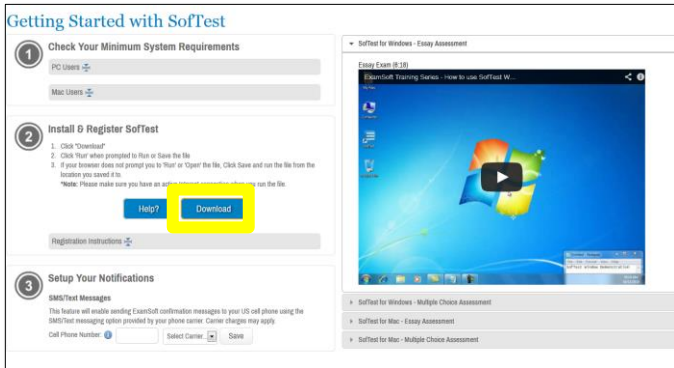 Getting Started with SofTest
1
Check Your Minimum System Requirements
PC Users
Mac Users
2
Install & Register SofTest
1. Click "Download"
2. Click 'Run' when prompted to Run or Save the file
3. If your browser does not prompt you to 'Run' or 'Open' the file, Click Save and run the file from the
location you saved it to.
*Note: Please make sure you have an active Internet connection when you run the file.
Help?
Download
Registration Instructions
3
Setup Your Notifications
SMS/Text Messages
This feature will enable sending ExamSoft confirmation messages to your US cell phone using the
SMS/Text messaging option provided by your phone carrier. Carrier charges may apply.
Cell Phone Number:
Select Carrier...
Save
SofTest for Windows - Essay Assessment
Essay Exam (8:18)
ExamSoft Training Series - How to use SofTest W...
SofTest for Windows - Multiple Choice Assessment
SofTest for Mac - Essay Assessment
SofTest for Mac - Multiple Choice Assessment